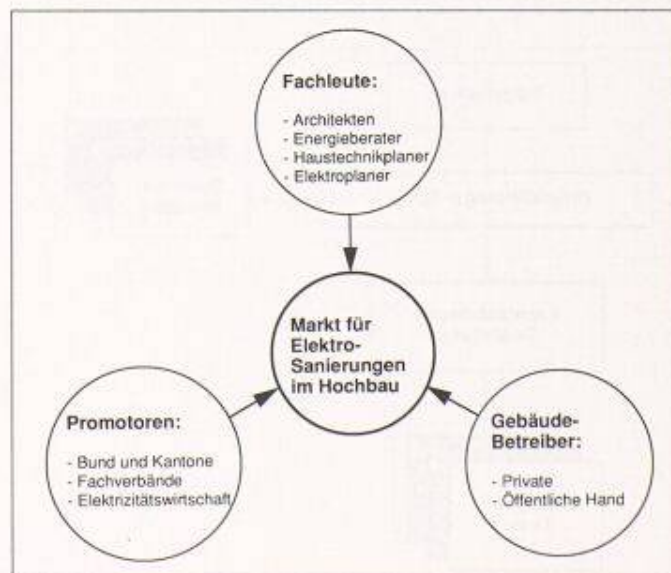 Fachleute:
- Architekten
- Energieberater
- Haustechnikplaner
- Elektroplaner
Markt für
Elektro-
Sanierungen
im Hochbau
Promotoren:
- Bund und Kantone
- Fachverbände
- Elektrizitätswirtschaft
Gebäude-
Betreiber:
- Private
- Öffentliche Hand